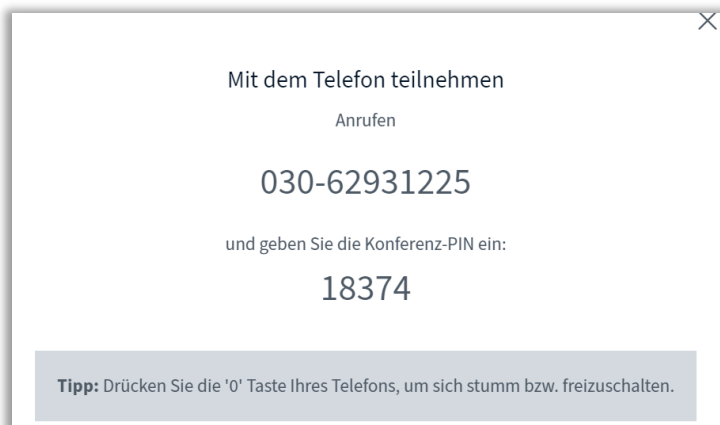 Mit dem Telefon teilnehmen
Anrufen
030-62931225
und geben Sie die Konferenz-PIN ein:
18374
Tipp: Drücken Sie die '0' Taste Ihres Telefons, um sich stumm bzw. freizuschalten.